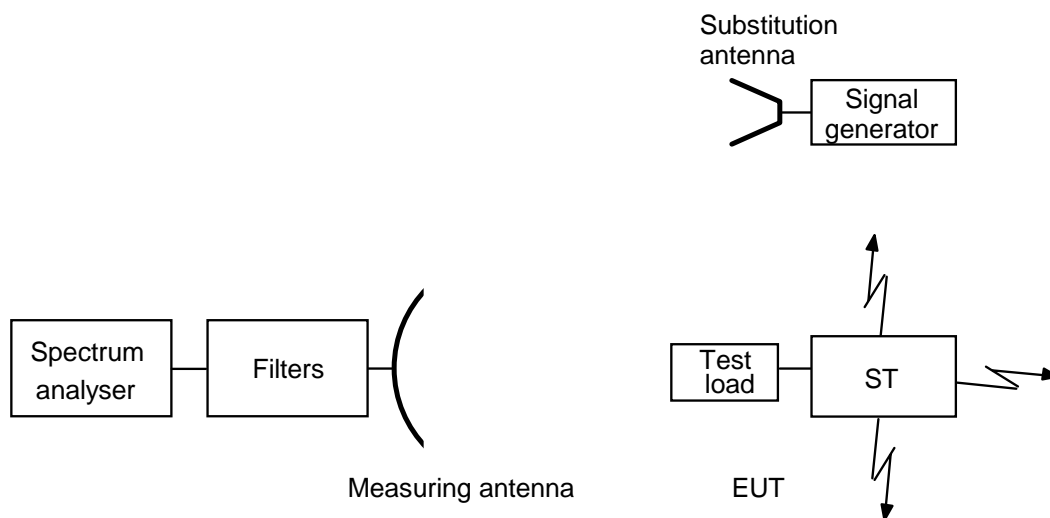 Substitution
antenna
Signal
generator
Spectrum
analyser
Filters
Test
load
ST
Measuring antenna
EUT